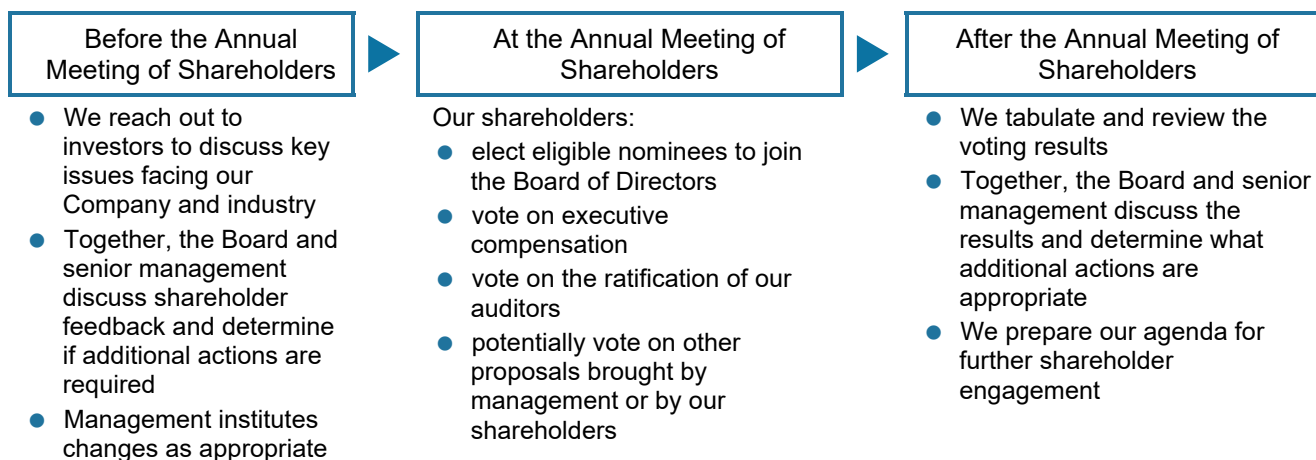 Before the Annual
Meeting of Shareholders
We reach out to
investors to discuss key
issues facing our
Company and industry
Together, the Board and
senior management
discuss shareholder
feedback and determine
if additional actions are
required
Management institutes
changes as appropriate
At the Annual Meeting of
Shareholders
Our shareholders:
elect eligible nominees to join
the Board of Directors
vote on executive
compensation
vote on the ratification of our
auditors
potentially vote on other
proposals brought by
management or by our
shareholders
After the Annual Meeting of
Shareholders
We tabulate and review the
voting results
Together, the Board and senior
management discuss the
results and determine what
additional actions are
appropriate
We prepare our agenda for
further shareholder
engagement